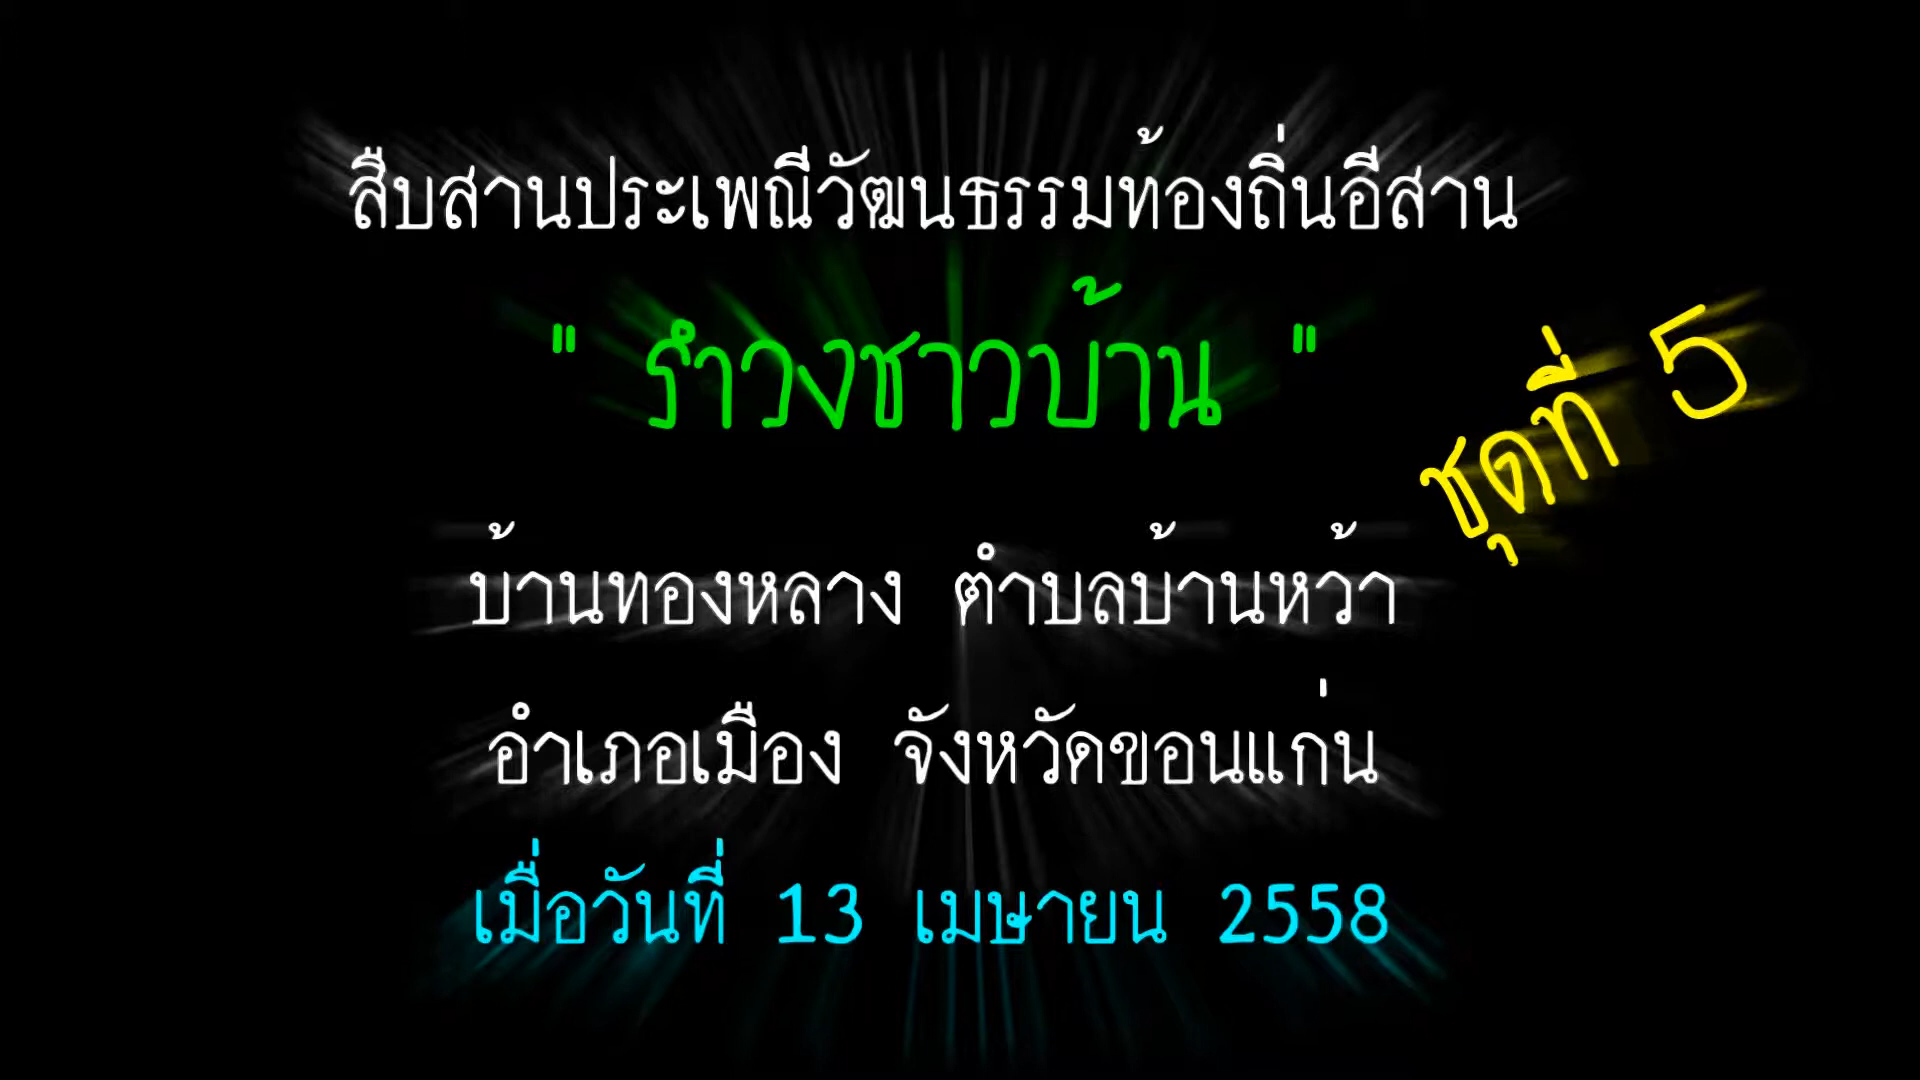 สืบสานประเพณีวัฒนธรรมท้องถิ่นอีสาน
" รำวงชาวบ้าน "
ชุดที่ 5
บ้านทองหลาง ตำบลบ้านหว้า
อำเภอเมือง จังหวัดขอนแก่น
เมื่อวันที่ 13 เมษายน 2558